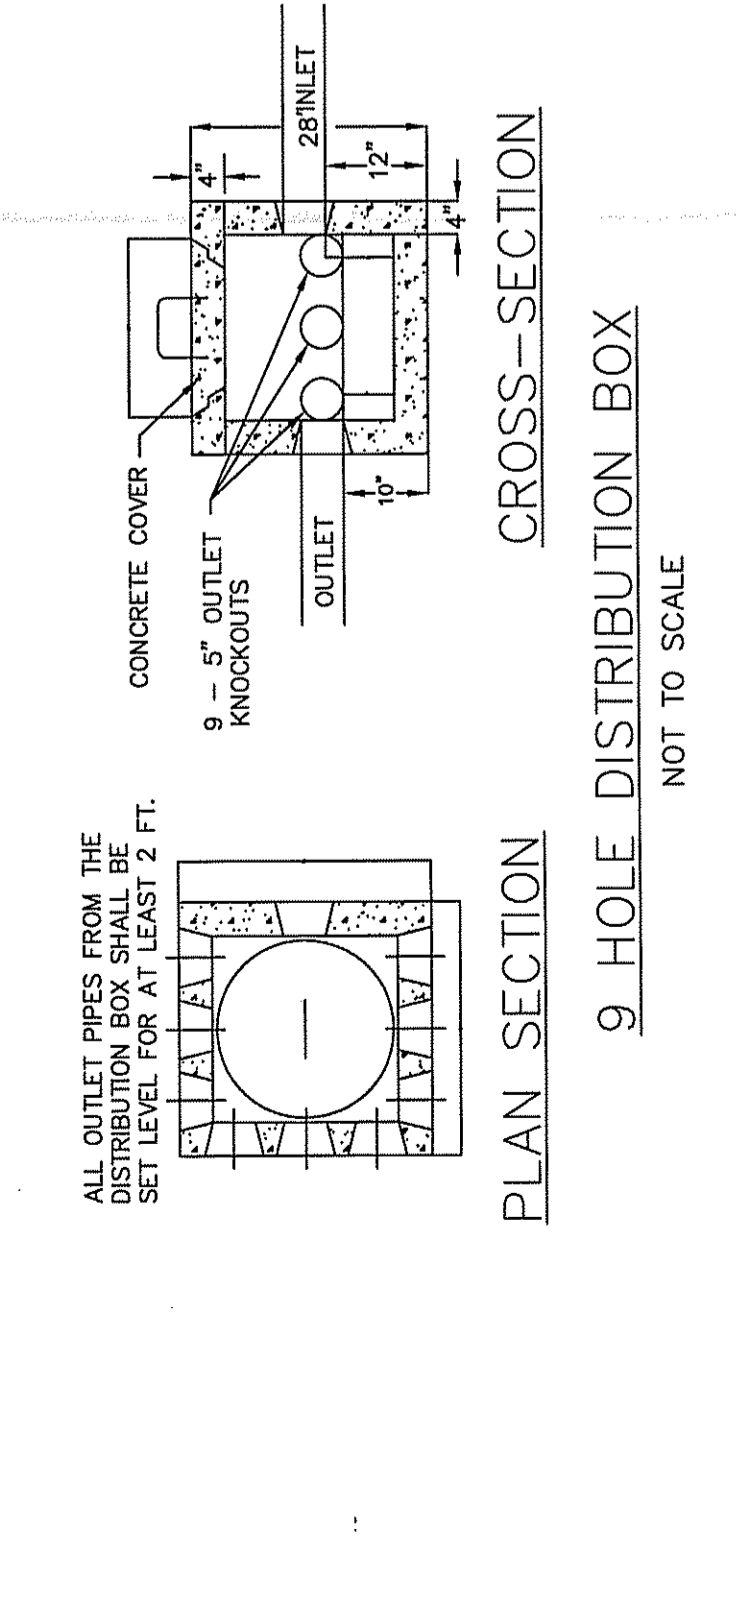 ALL OUTLET PIPES FROM THE
DISTRIBUTION BOX SHALL BE
SET LEVEL FOR AT LEAST 2 FT.
CONCRETE COVER
9 – 5" OUTLET
KNOCKOUTS
4"
28"
INLET
12"
4"
OUTLET
10"
PLAN SECTION
CROSS–SECTION
9 HOLE DISTRIBUTION BOX
NOT TO SCALE